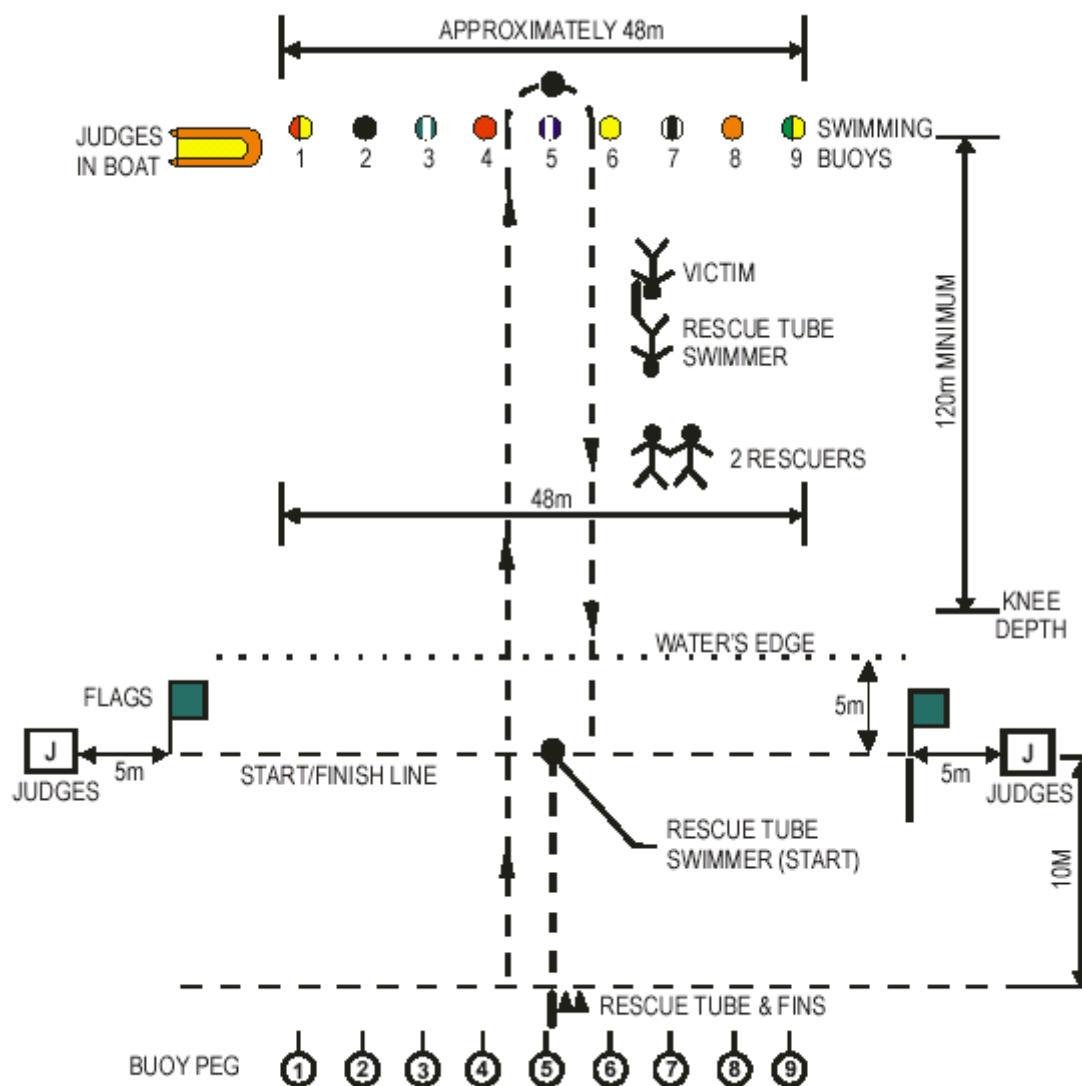 APPROXIMATELY 48m
JUDGES
IN BOAT
SWIMMING
BUOYS
1 2 3 4 5 6 7 8 9
VICTIM
RESCUE TUBE
SWIMMER
2 RESCUERS
120m MINIMUM
48m
KNEE
DEPTH
WATER'S EDGE
FLAGS
5m
J
5m
JUDGES
START/FINISH LINE
5m
J
JUDGES
RESCUE TUBE
SWIMMER (START)
10M
RESCUE TUBE & FINS
BUOY PEG
1 2 3 4 5 6 7 8 9